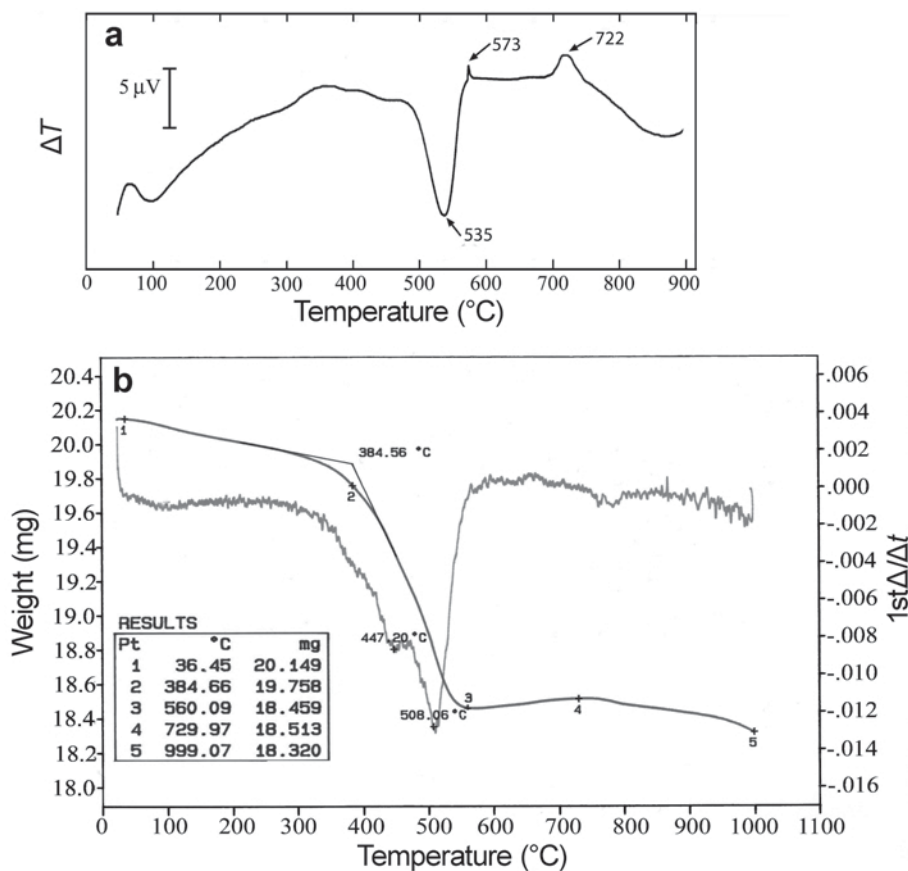 a
573
722
5 μV
ΔT
535
0 100 200 300 400 500 600 700 800 900
Temperature (°C)
b
20.4
20.2
20.0
19.8
19.6
19.4
19.2
19.0
18.8
18.6
18.4
18.2
18.0
Weight (mg)
.006
.004
.002
.000
-.002
-.004
-.006
-.008
-.010
-.012
-.014
-.016
1stΔ/Δt
1
384.56 °C
2
447.20°C
508.06 °C
3
4
5
RESULTS
Pt °C mg
1 36.45 20.149
2 384.66 19.758
3 560.09 18.459
4 729.97 18.513
5 999.07 18.320
0 100 200 300 400 500 600 700 800 900 1000 1100
Temperature (°C)